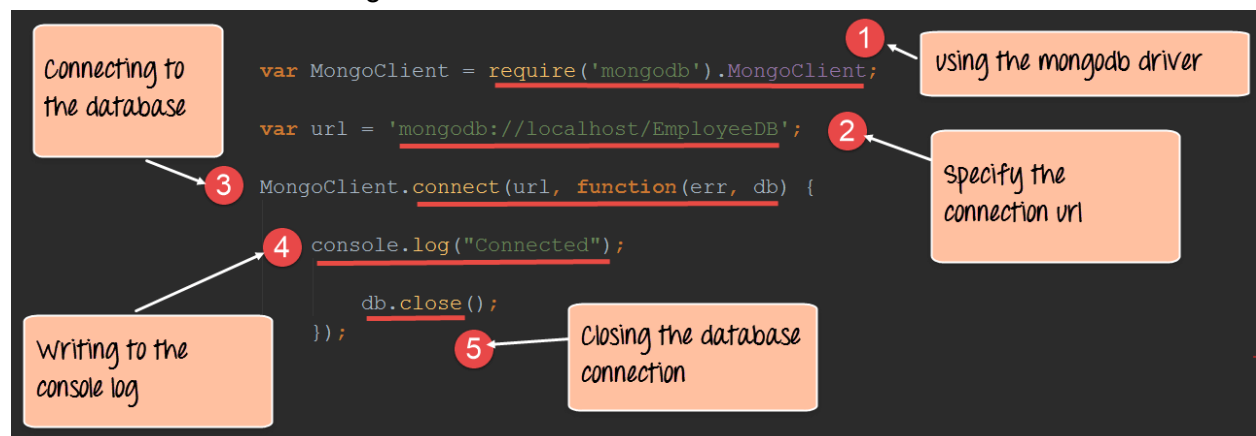 Connecting to
the database
var MongoClient = require('mongodb').MongoClient;
1
using the mongodb driver
var url = 'mongodb://localhost/EmployeeDB';
2
Specify the
connection url
3
MongoClient.connect(url, function(err, db) {
4
console.log("Connected");
db.close();
});
5
Writing to the
console log
Closing the database
connection